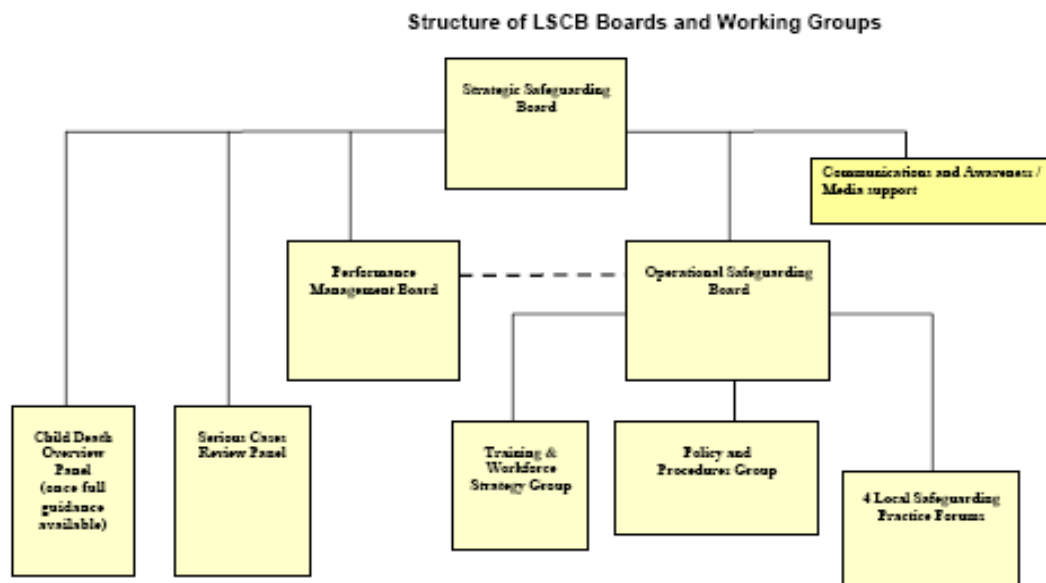 Structure of LSCB Boards and Working Groups
Strategic Safeguarding
Board
Communications and Awareness /
Media support
Performance
Management Board
Operational Safeguarding
Board
Child Death
Overview
Panel
(once full
guidance
available)
Serious Cases
Review Panel
Training &
Workforce
Strategy Group
Policy and
Procedures Group
4 Local Safeguarding
Practice Forums